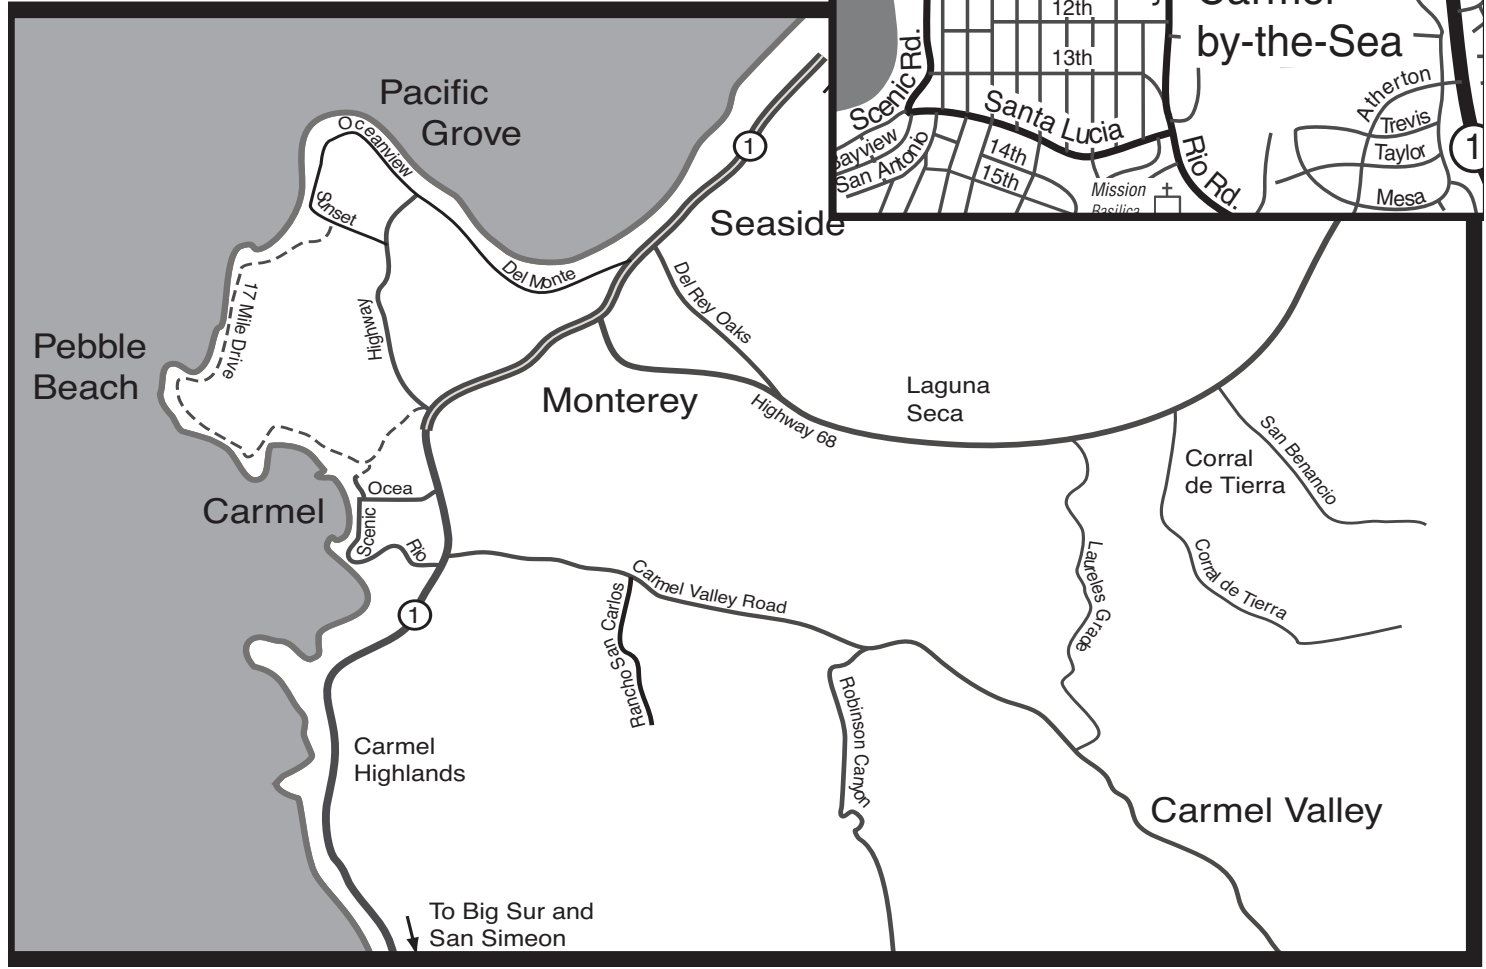 12th
Carmel
by-the-Sea
13th
Scenic Rd.
Santa Lucia
Atherton
Trevis
Taylor
Mesa
1
Bayview
San Antonio
14th
15th
Rio Rd.
Mission
Basilica
Pacific
Grove
Oceanview
Sunset
1
Seaside
Del Monte
Del Rey Oaks
17 Mile Drive
Highway
Pebble
Beach
Monterey
Highway 68
Laguna
Seca
San Benancio
Corral
de Tierra
Corral de Tierra
Laureles Grade
Ocea
Carmel
Scenic
Rio
Carmel Valley Road
1
Rancho San Carlos
Robinson Canyon
Carmel
Highlands
Carmel Valley
To Big Sur and
San Simeon